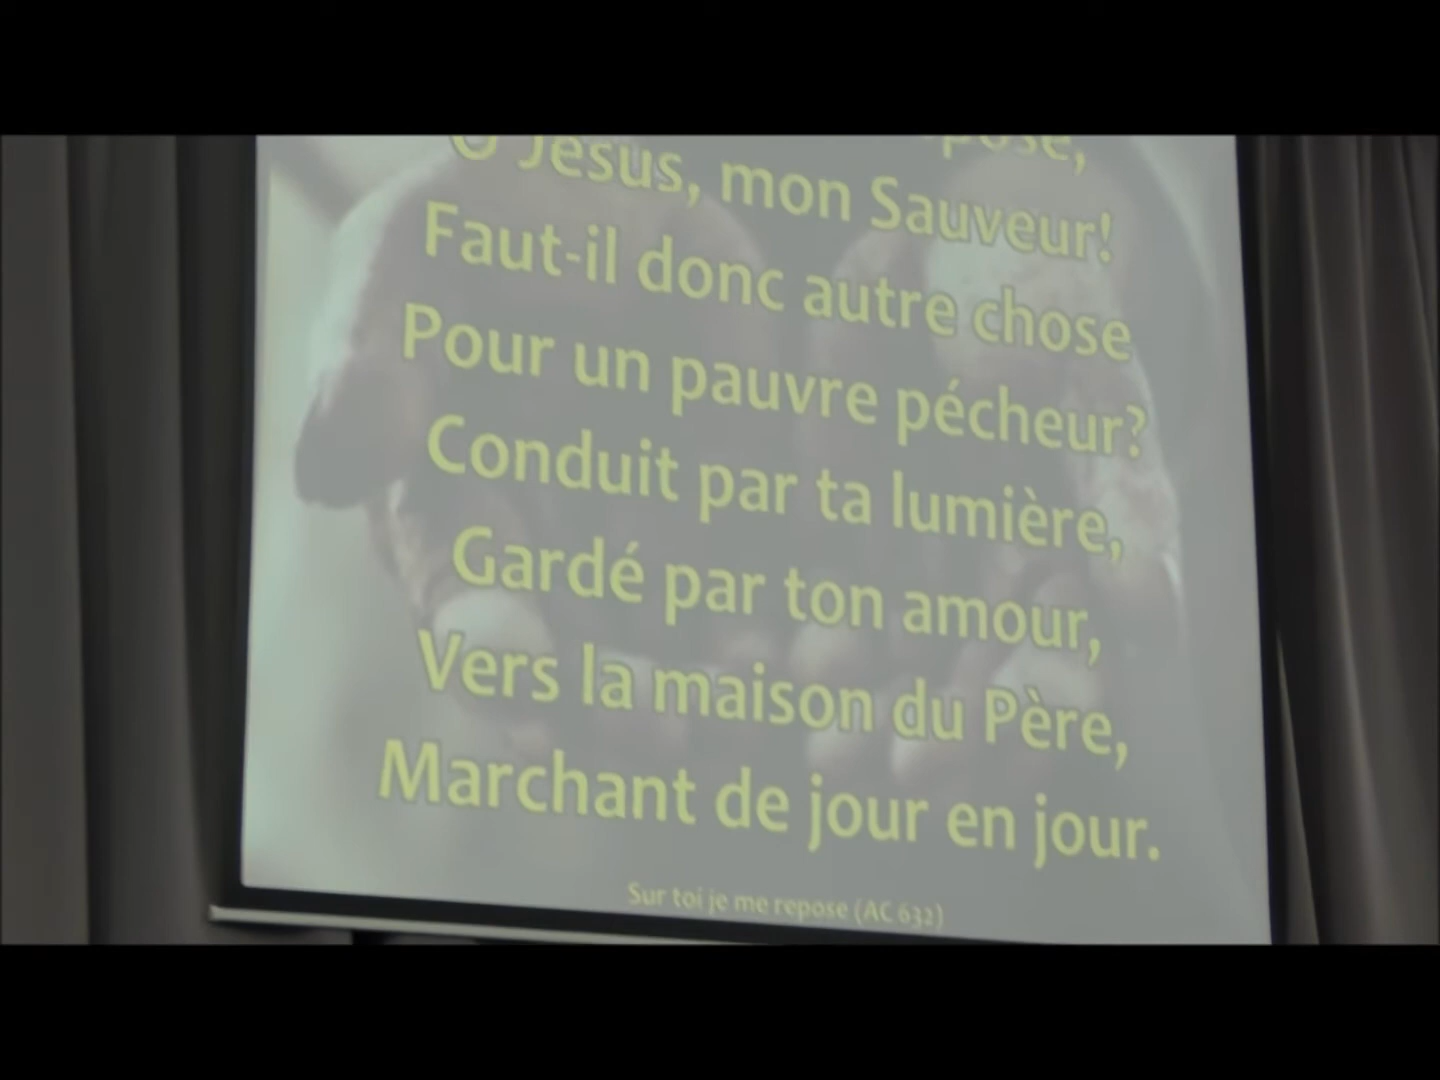 pose,
Ô Jésus, mon Sauveur!
Faut-il donc autre chose
Pour un pauvre pécheur?
Conduit par ta lumière,
Gardé par ton amour,
Vers la maison du Père,
Marchant de jour en jour.
Sur toi je me repose (AC 632)